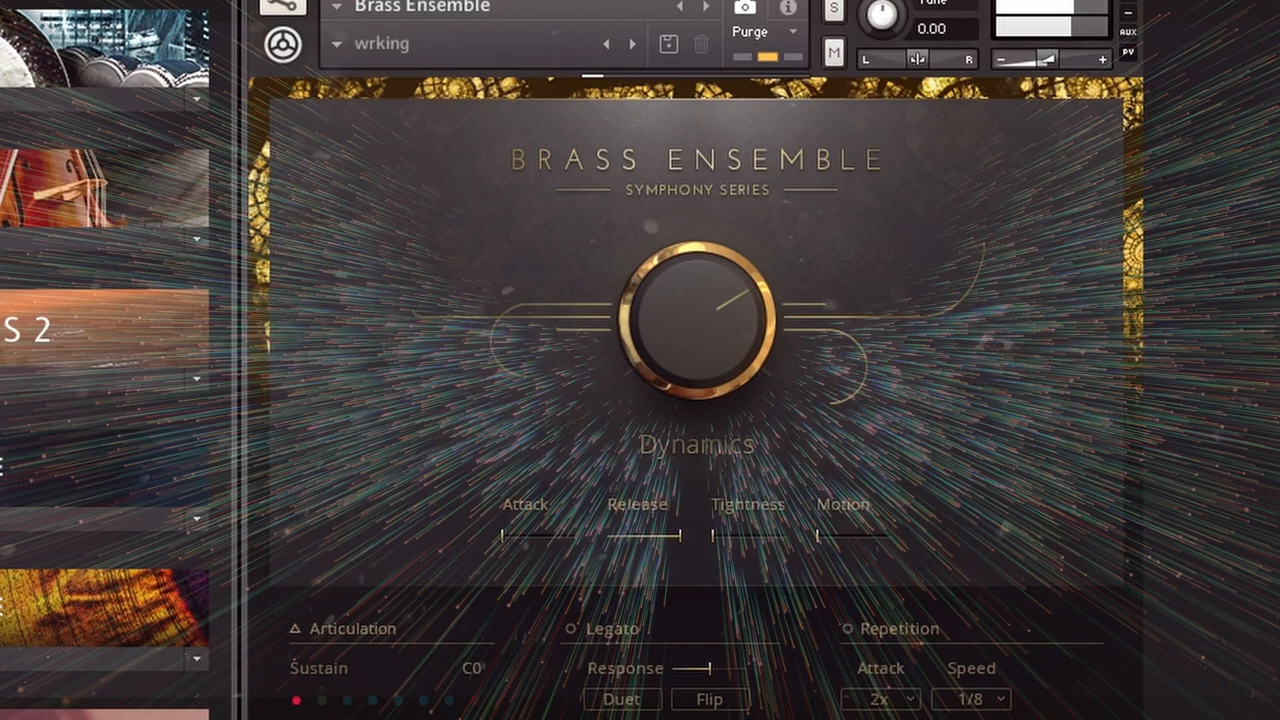 Brass Ensemble
wrking
Purge
S
M
Tune
0.00
L
R
−
+
AUX
PV
BRASS ENSEMBLE
SYMPHONY SERIES
S 2
Dynamics
Attack
Release
Tightness
Motion
Articulation
Legato
Repetition
Sustain
C0
Response
Attack
Speed
Duet
Flip
2x
1/8